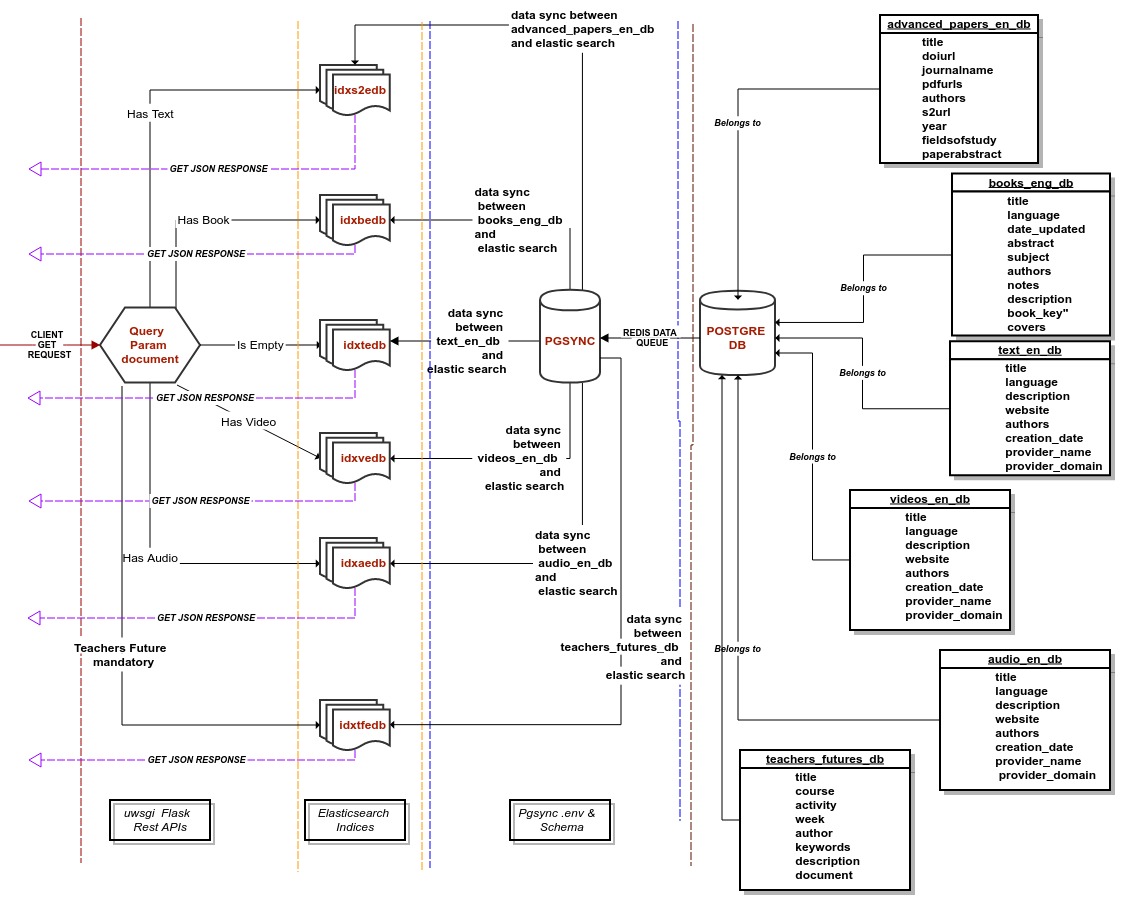 data sync between
advanced_papers_en_db
and elastic search
idxs2edb
Has Text
GET JSON RESPONSE
data sync
between
books_eng_db
and
elastic search
Has Book
idxbedb
GET JSON RESPONSE
CLIENT
GET
REQUEST
Query
Param
document
Is Empty
idxtedb
data sync
between
text_en_db
and
elastic search
PGSYNC
REDIS DATA
QUEUE
POSTGRE
DB
GET JSON RESPONSE
Has Video
idxvedb
data sync
between
videos_en_db
and
elastic search
GET JSON RESPONSE
Has Audio
idxaedb
data sync
between
audio_en_db
and
elastic search
GET JSON RESPONSE
Teachers Future
mandatory
data sync
between
teachers_futures_db
and
elastic search
idxtfedb
GET JSON RESPONSE
uwsgi Flask
Rest APIs
Elasticsearch
Indices
Pgsync .env &
Schema
Belongs to
advanced_papers_en_db
title
doiurl
journalname
pdfurls
authors
s2url
year
fieldsofstudy
paperabstract
Belongs to
books_eng_db
title
language
date_updated
abstract
subject
authors
notes
description
book_key"
covers
Belongs to
text_en_db
title
language
description
website
authors
creation_date
provider_name
provider_domain
Belongs to
videos_en_db
title
language
description
website
authors
creation_date
provider_name
provider_domain
Belongs to
audio_en_db
title
language
description
website
authors
creation_date
provider_name
provider_domain
teachers_futures_db
title
course
activity
week
author
keywords
description
document